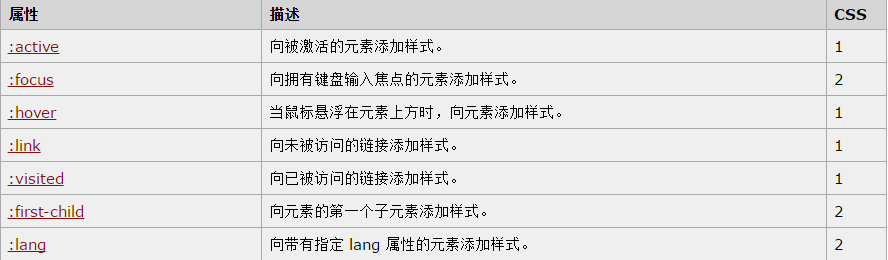 属性 描述 CSS
:active 向被激活的元素添加样式。 1
:focus 向拥有键盘输入焦点的元素添加样式。 2
:hover 当鼠标悬浮在元素上方时，向元素添加样式。 1
:link 向未被访问的链接添加样式。 1
:visited 向已被访问的链接添加样式。 1
:first-child 向元素的第一个子元素添加样式。 2
:lang 向带有指定 lang 属性的元素添加样式。 2